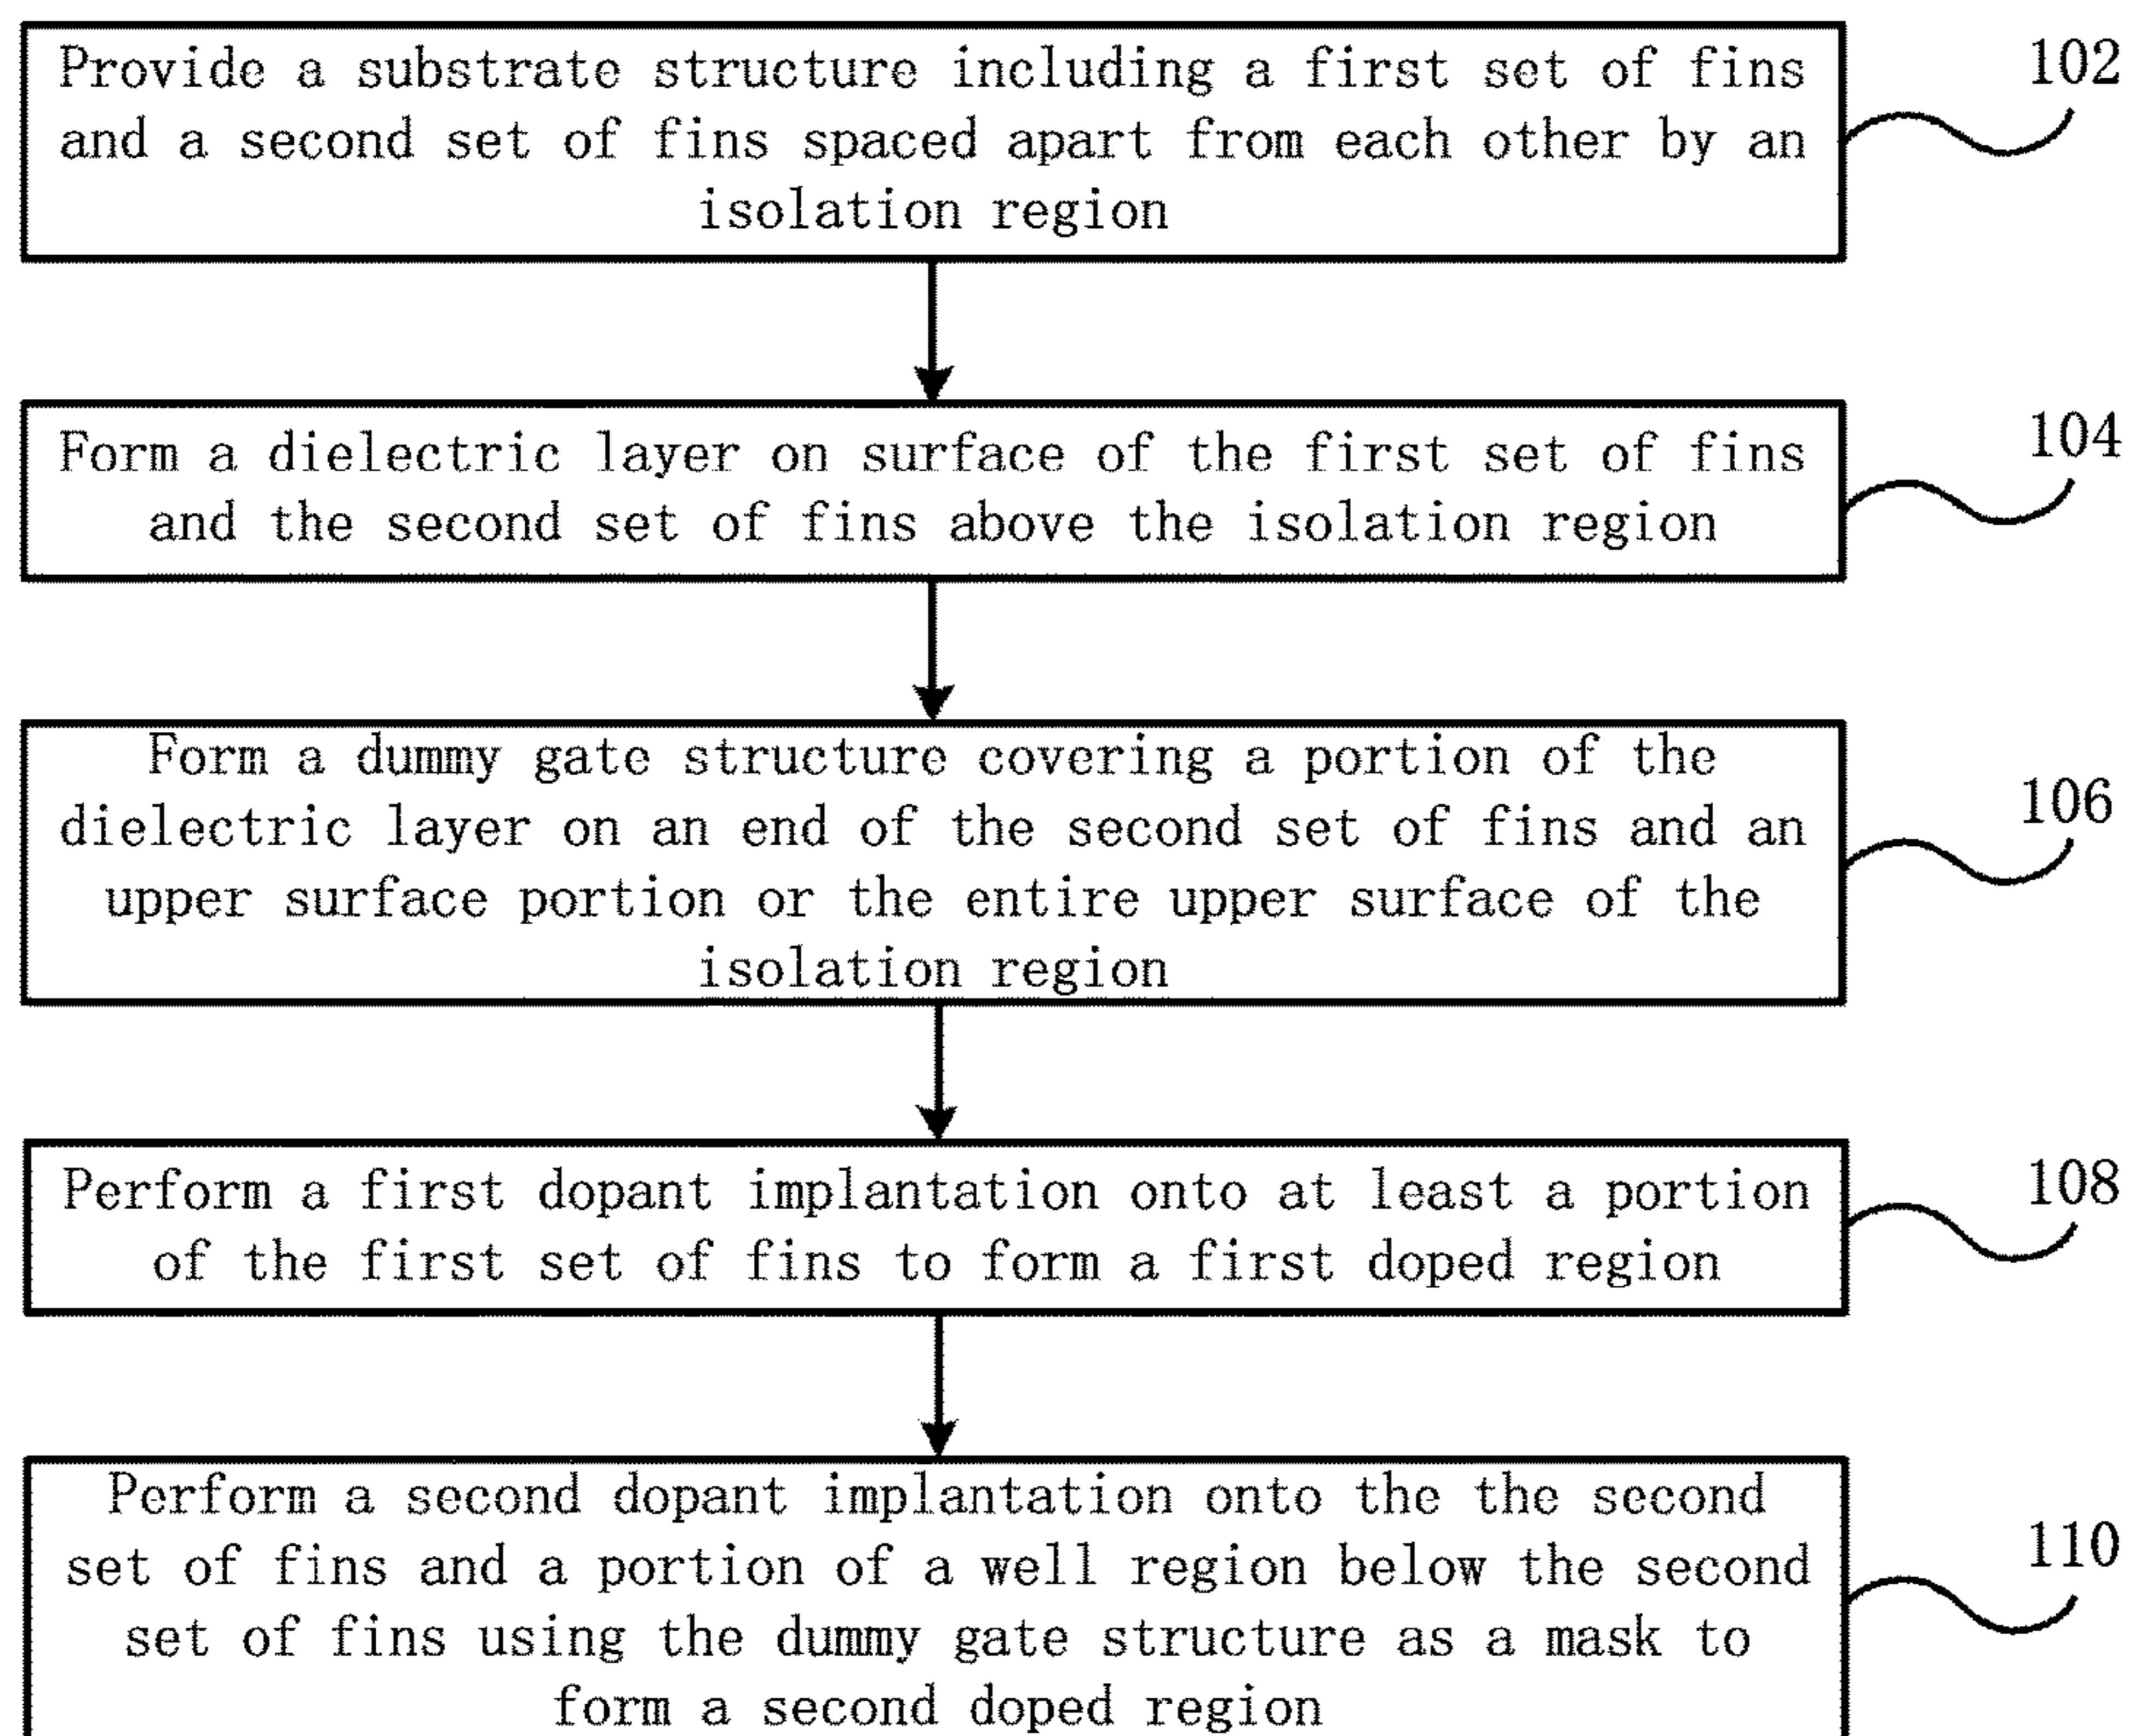 Provide a substrate structure including a first set of fins
and a second set of fins spaced apart from each other by an
isolation region
102
Form a dielectric layer on surface of the first set of fins
and the second set of fins above the isolation region
104
Form a dummy gate structure covering a portion of the
dielectric layer on an end of the second set of fins and an
upper surface portion or the entire upper surface of the
isolation region
106
Perform a first dopant implantation onto at least a portion
of the first set of fins to form a first doped region
108
Perform a second dopant implantation onto the the second
set of fins and a portion of a well region below the second
set of fins using the dummy gate structure as a mask to
form a second doped region
110